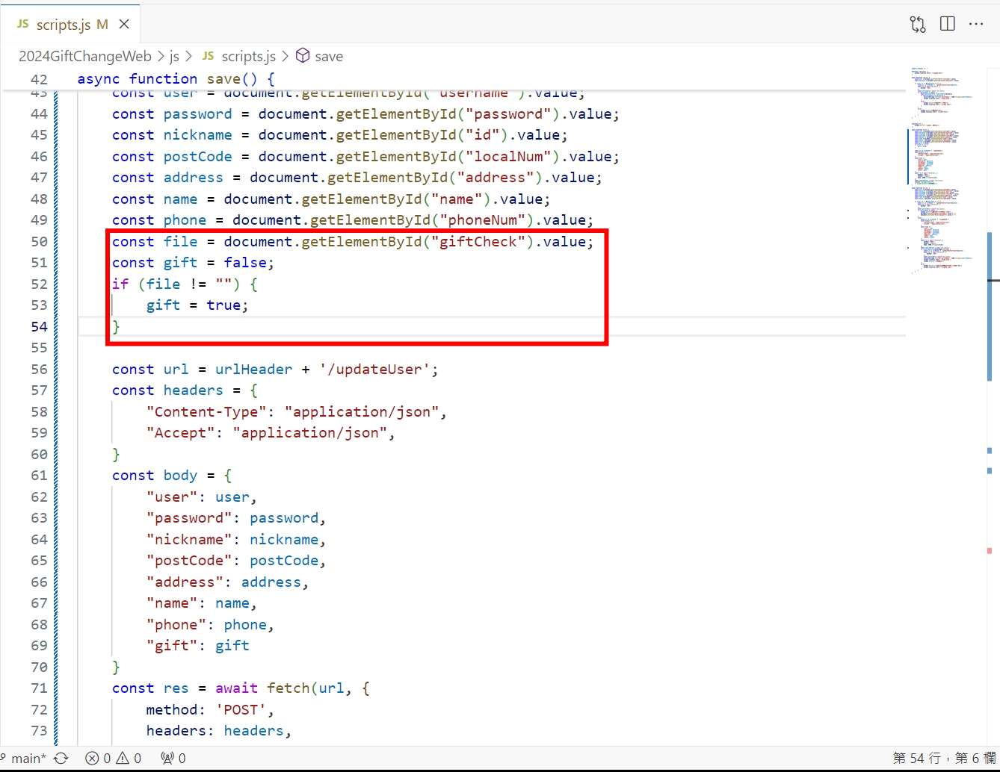 JS scripts.js M
2024GiftChangeWeb > js > JS scripts.js > save
42 async function save() {
43 const user = document.getElementById("username").value;
44 const password = document.getElementById("password").value;
45 const nickname = document.getElementById("id").value;
46 const postCode = document.getElementById("localNum").value;
47 const address = document.getElementById("address").value;
48 const name = document.getElementById("name").value;
49 const phone = document.getElementById("phoneNum").value;
50 const file = document.getElementById("giftCheck").value;
51 const gift = false;
52 if (file != "") {
53 gift = true;
54 }
55
56 const url = urlHeader + '/updateUser';
57 const headers = {
58 "Content-Type": "application/json",
59 "Accept": "application/json",
60 }
61 const body = {
62 "user": user,
63 "password": password,
64 "nickname": nickname,
65 "postCode": postCode,
66 "address": address,
67 "name": name,
68 "phone": phone,
69 "gift": gift
70 }
71 const res = await fetch(url, {
72 method: 'POST',
73 headers: headers,
main* 0 0 0 第 54 行，第 6 欄